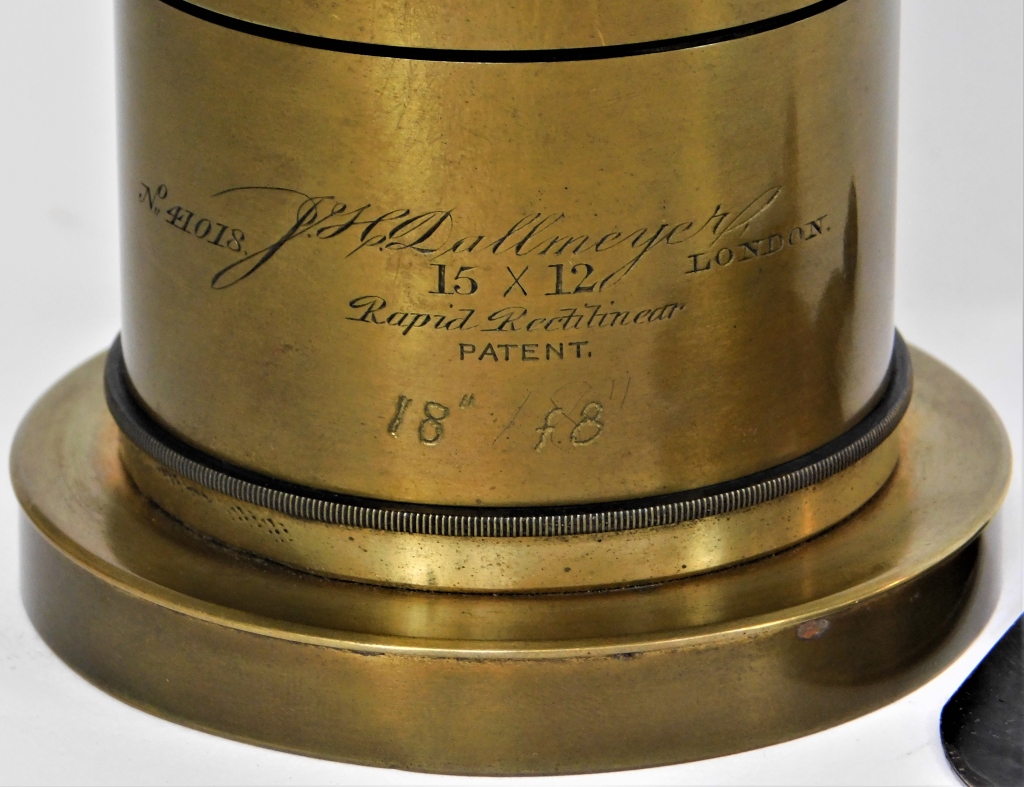 No. 41018. J.H. Dallmeyer, LONDON.
15 X 12
Rapid Rectilinear
PATENT.
18" / f.8"